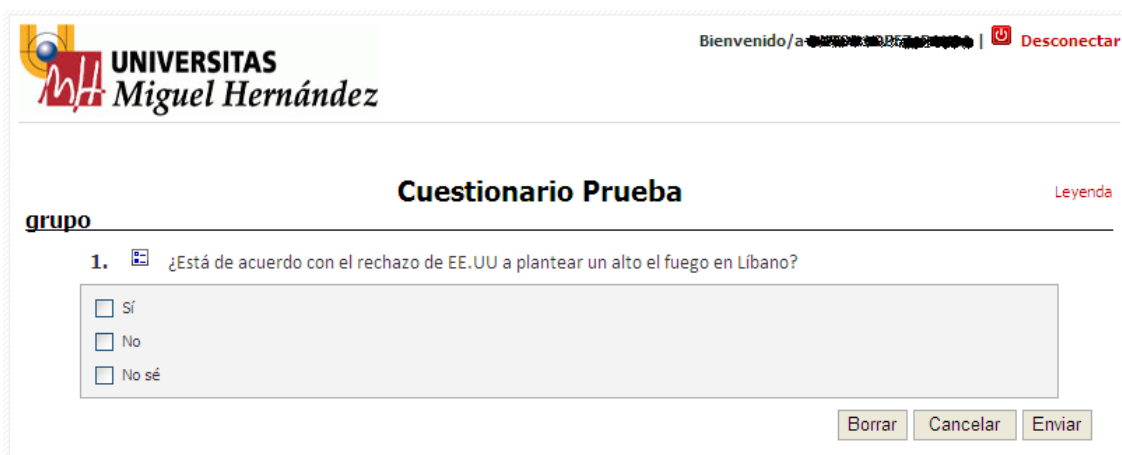 UNIVERSITAS
Miguel Hernández
Bienvenido/a | Desconectar
Cuestionario Prueba
Leyenda
grupo
1. ¿Está de acuerdo con el rechazo de EE.UU a plantear un alto el fuego en Líbano?
Sí
No
No sé
Borrar Cancelar Enviar